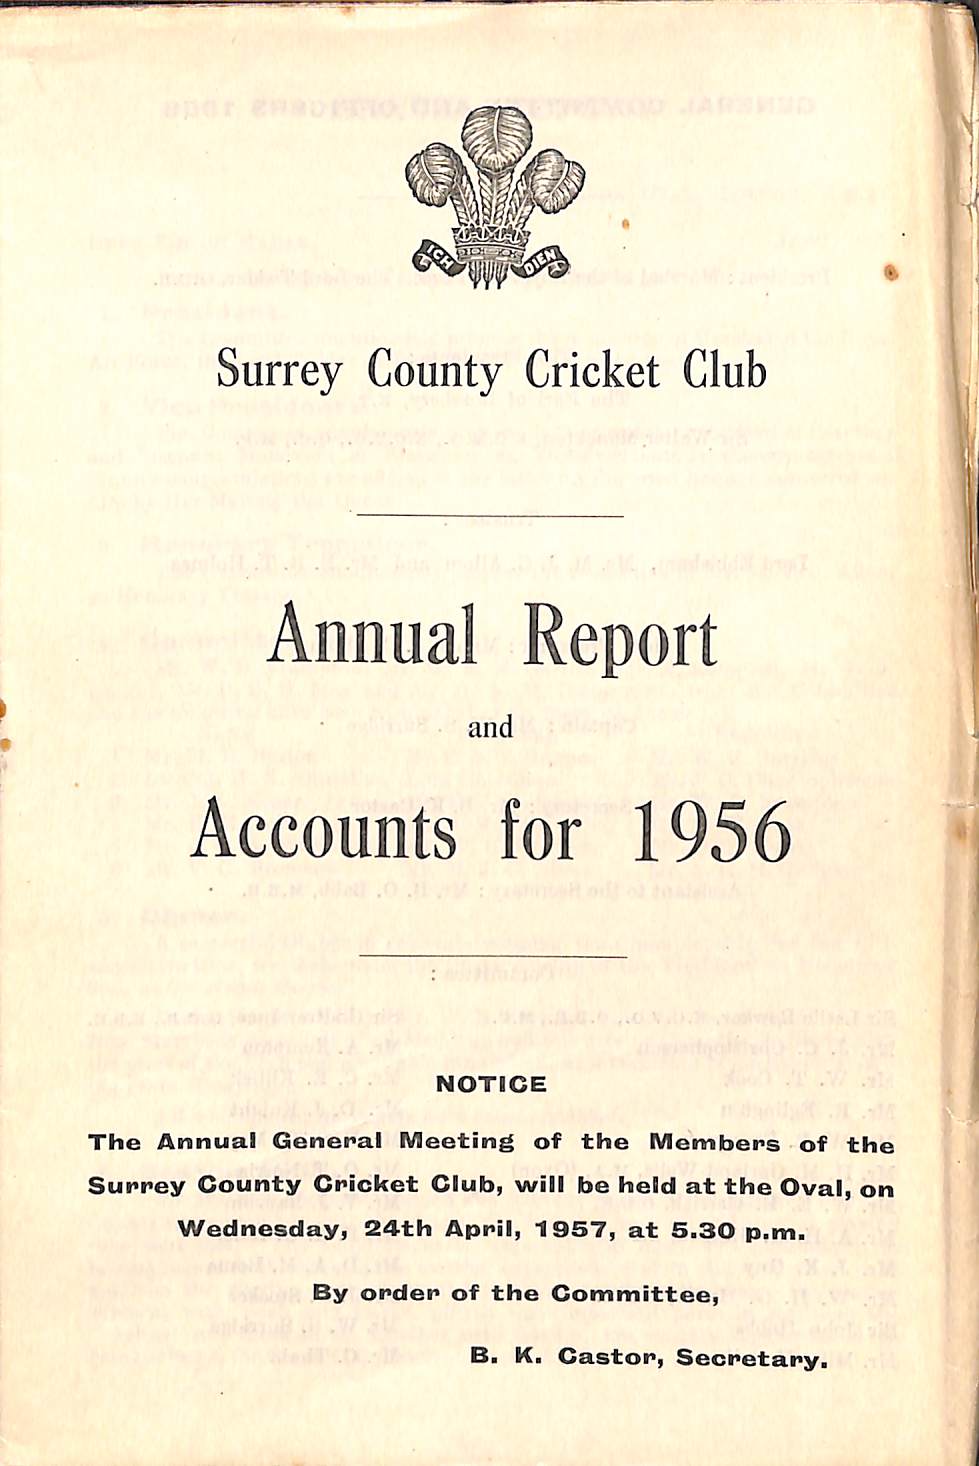 ICH DIEN
Surrey County Cricket Club
Annual Report
and
Accounts for 1956
NOTICE
The Annual General Meeting of the Members of the
Surrey County Cricket Club, will be held at the Oval, on
Wednesday, 24th April, 1957, at 5.30 p.m.
By order of the Committee,
B. K. Castor, Secretary.